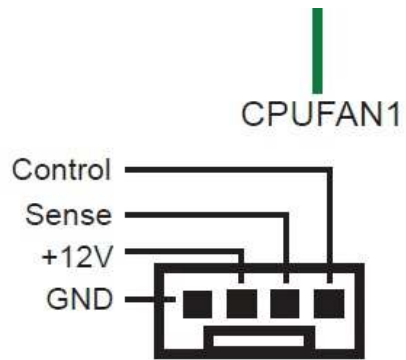 CPUFAN1
Control
Sense
+12V
GND